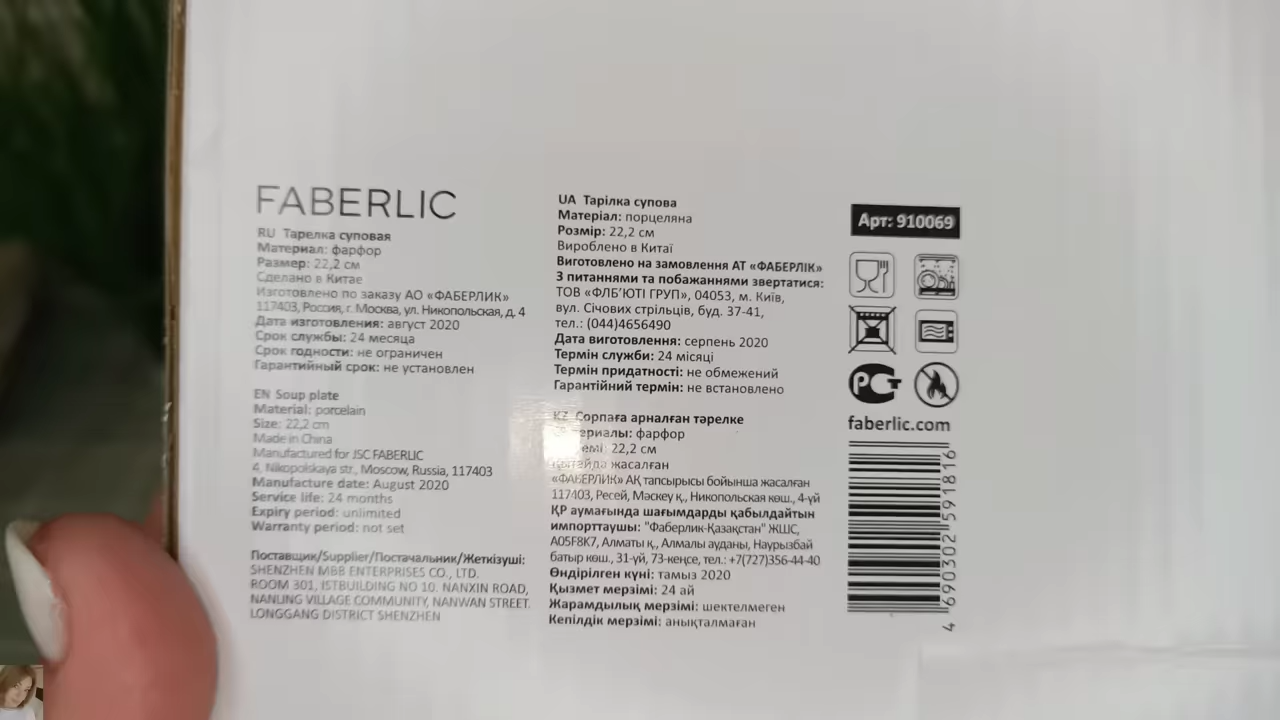 FABERLIC
RU Тарелка суповая
Материал: фарфор
Размер: 22,2 см
Сделано в Китае
Изготовлено по заказу АО «ФАБЕРЛИК»
117403, Россия, г. Москва, ул. Никопольская, д. 4
Дата изготовления: август 2020
Срок службы: 24 месяца
Срок годности: не ограничен
Гарантийный срок: не установлен
EN Soup plate
Material: porcelain
Size: 22,2 cm
Made in China
Manufactured for JSC FABERLIC
4, Nikopolskaya str., Moscow, Russia, 117403
Manufacture date: August 2020
Service life: 24 months
Expiry period: unlimited
Warranty period: not set
Поставщик/Supplier/Постачальник/Жеткізуші:
SHENZHEN MBB ENTERPRISES CO., LTD.
ROOM 301, ISTBUILDING NO 10. NANXIN ROAD,
NANLING VILLAGE COMMUNITY, NANWAN STREET.
LONGGANG DISTRICT SHENZHEN
UA Тарілка супова
Матеріал: порцеляна
Розмір: 22,2 см
Вироблено в Китаї
Виготовлено на замовлення АТ «ФАБЕРЛІК»
З питаннями та побажаннями звертатися:
ТОВ «ФЛБ'ЮТІ ГРУП», 04053, м. Київ,
вул. Січових стрільців, буд. 37-41,
тел.: (044)4656490
Дата виготовлення: серпень 2020
Термін служби: 24 місяці
Термін придатності: не обмежений
Гарантійний термін: не встановлено
KZ Сорпаға арналған тәрелке
фарфор
22,2 см
Қытайда жасалған
«ФАБЕРЛИК» АҚ тапсырысы бойынша жасалған
117403, Ресей, Мәскеу қ., Никопольская көш., 4-үй
ҚР аумағында шағымдарды қабылдайтын
импорттаушы: "Фаберлик-Қазақстан" ЖШС,
A05F8K7, Алматы қ., Алмалы ауданы, Наурызбай
батыр көш., 31-үй, 73-кеңсе, тел.: +7(727)356-44-40
Өндірілген күні: тамыз 2020
Қызмет мерзімі: 24 ай
Жарамдылық мерзімі: шектелмеген
Кепілдік мерзімі: анықталмаған
Арт: 910069
РСТ
faberlic.com
4 690302 591816